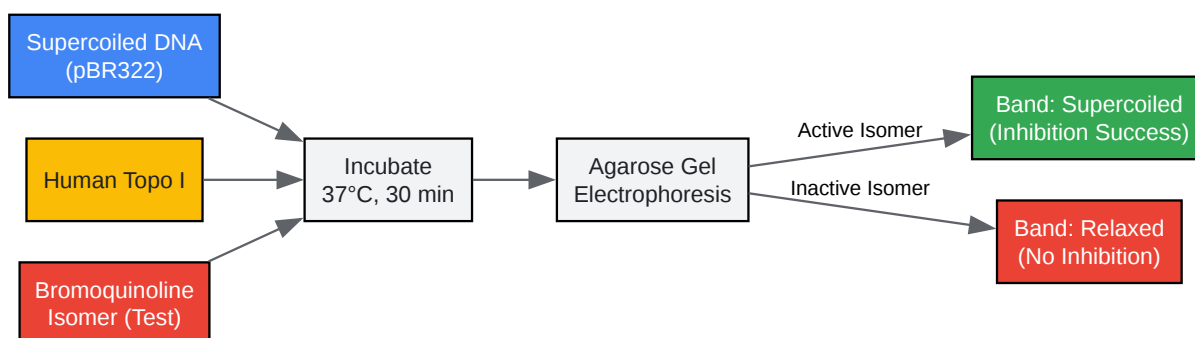 Supercoiled DNA
(pBR322)
Human Topo I
Bromoquinoline
Isomer (Test)
Incubate
37°C, 30 min
Agarose Gel
Electrophoresis
Active Isomer
Inactive Isomer
Band: Supercoiled
(Inhibition Success)
Band: Relaxed
(No Inhibition)